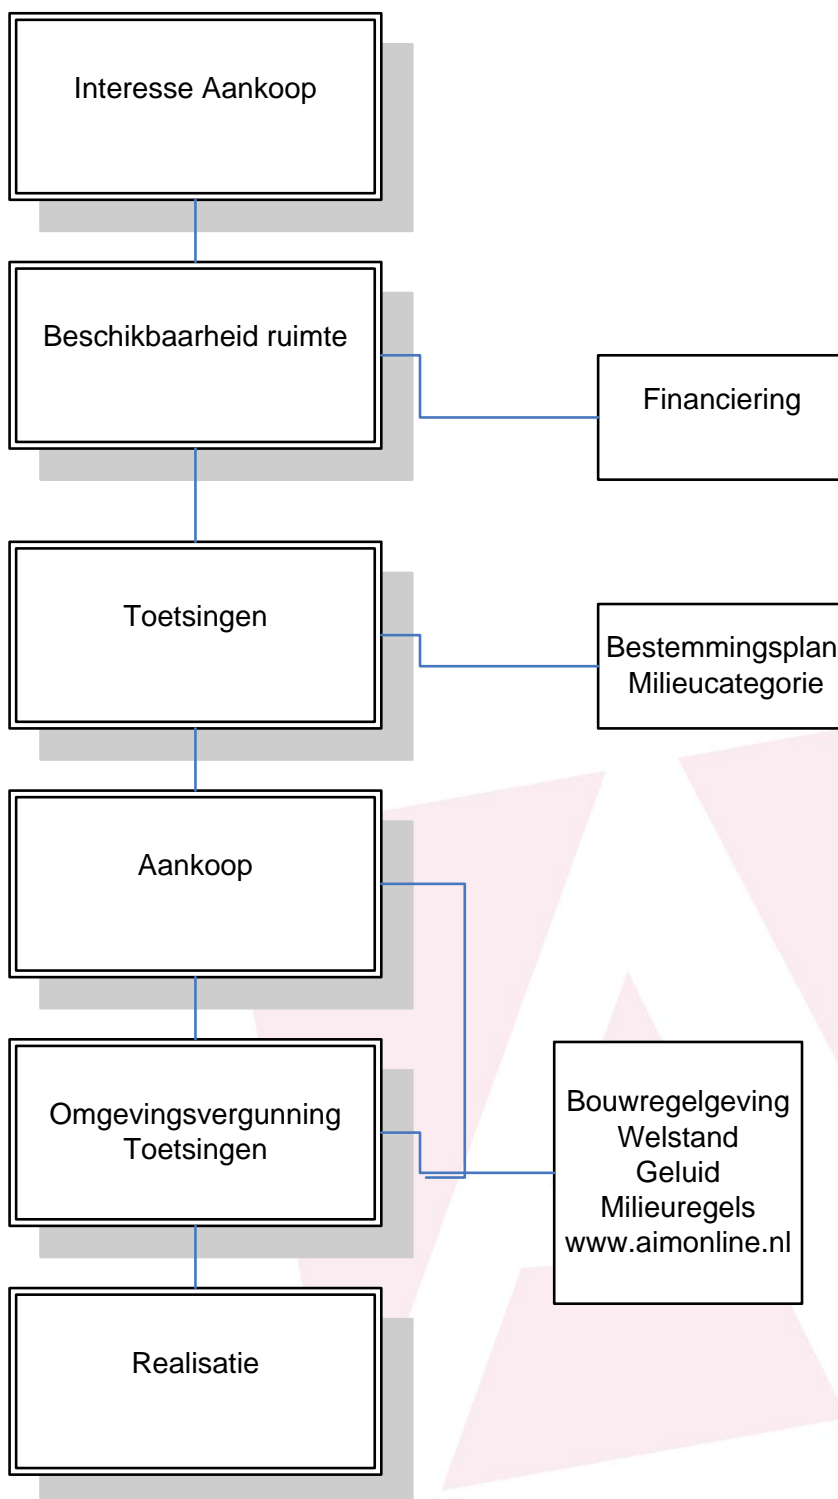 Interesse Aankoop
Beschikbaarheid ruimte
Financiering
Toetsingen
Bestemmingsplan
Milieucategorie
Aankoop
Omgevingsvergunning
Toetsingen
Bouwregelgeving
Welstand
Geluid
Milieuregels
www.aimonline.nl
Realisatie